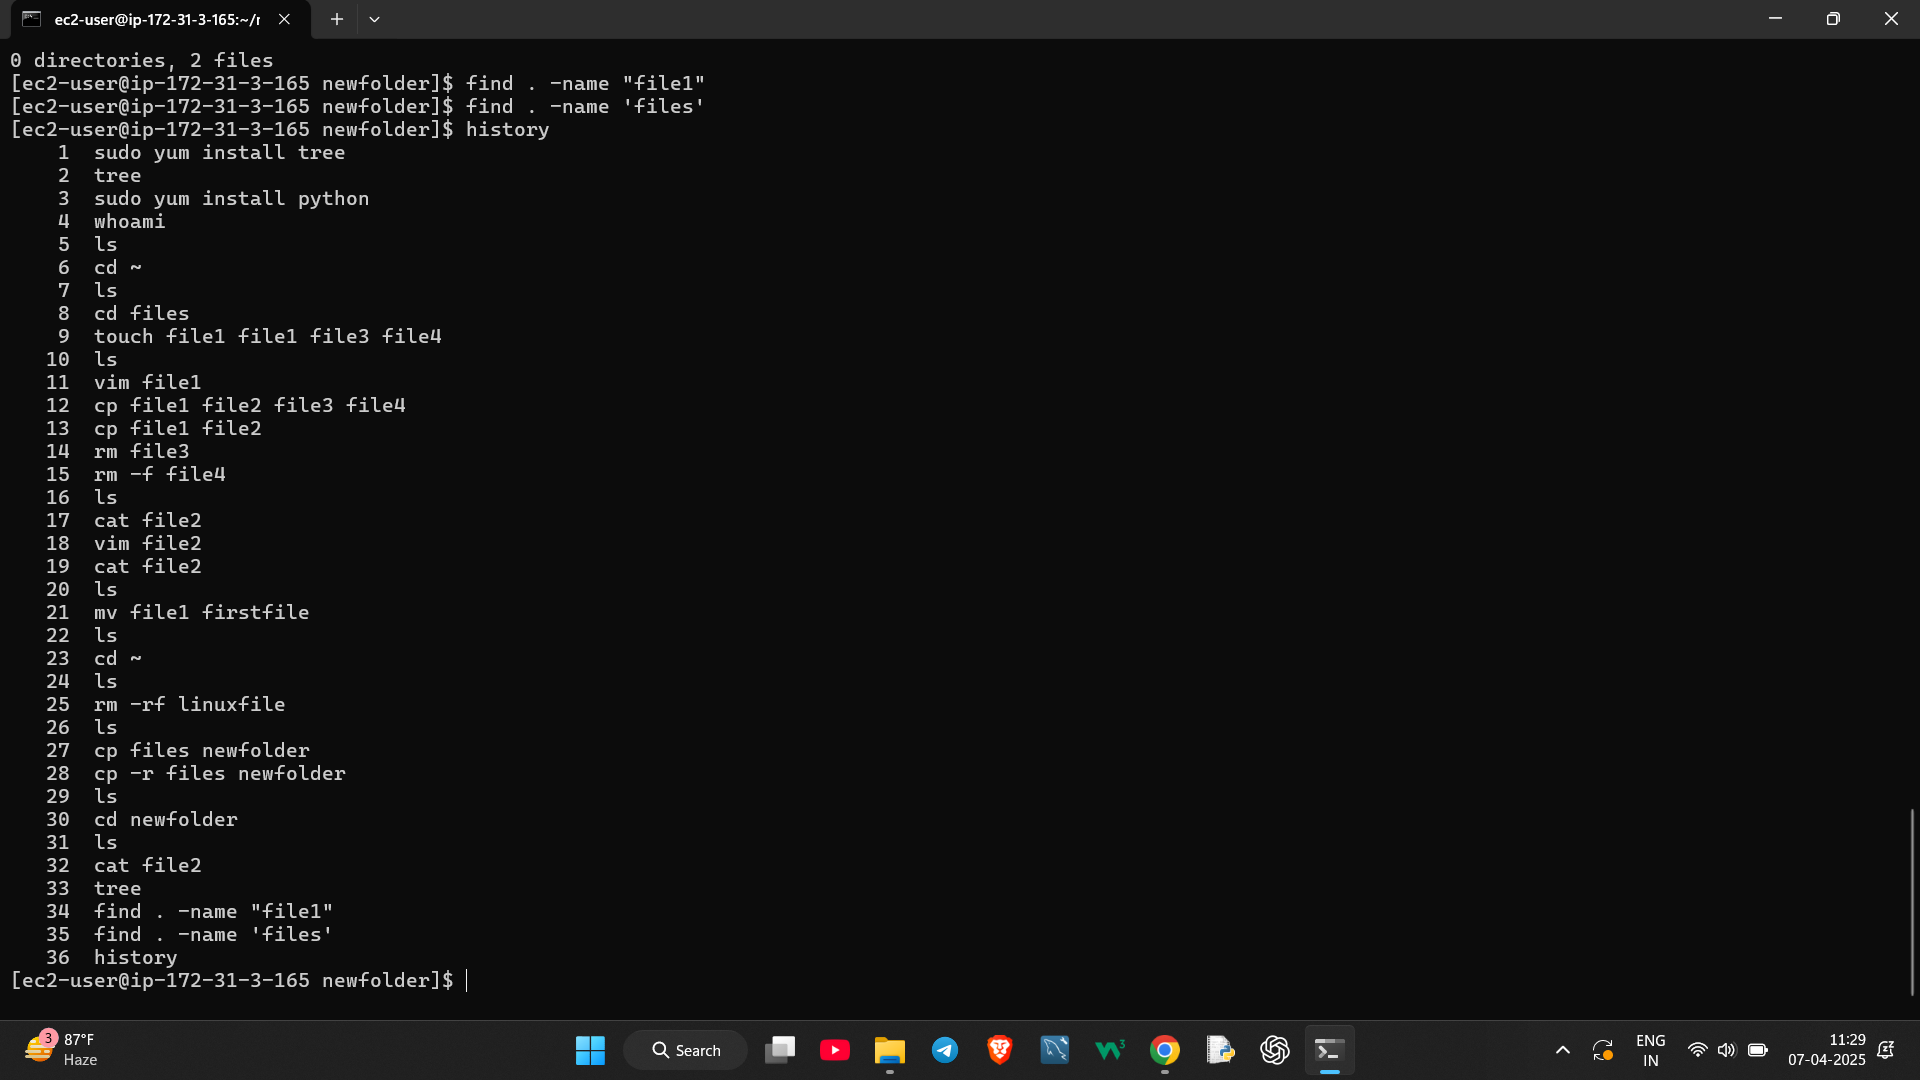 ec2-user@ip-172-31-3-165:~/r
0 directories, 2 files
[ec2-user@ip-172-31-3-165 newfolder]$ find . -name "file1"
[ec2-user@ip-172-31-3-165 newfolder]$ find . -name 'files'
[ec2-user@ip-172-31-3-165 newfolder]$ history
1 sudo yum install tree
2 tree
3 sudo yum install python
4 whoami
5 ls
6 cd ~
7 ls
8 cd files
9 touch file1 file1 file3 file4
10 ls
11 vim file1
12 cp file1 file2 file3 file4
13 cp file1 file2
14 rm file3
15 rm -f file4
16 ls
17 cat file2
18 vim file2
19 cat file2
20 ls
21 mv file1 firstfile
22 ls
23 cd ~
24 ls
25 rm -rf linuxfile
26 ls
27 cp files newfolder
28 cp -r files newfolder
29 ls
30 cd newfolder
31 ls
32 cat file2
33 tree
34 find . -name "file1"
35 find . -name 'files'
36 history
[ec2-user@ip-172-31-3-165 newfolder]$
3 87°F
Haze
Search
ENG
IN
11:29
07-04-2025